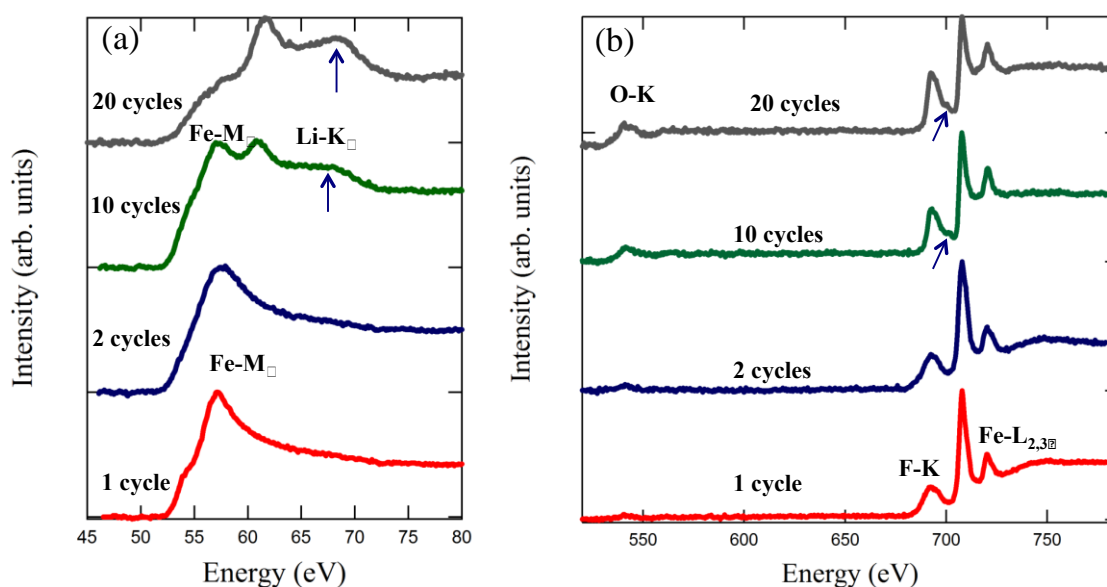 (a)
20 cycles
Fe-M□
Li-K□
10 cycles
2 cycles
Fe-M□
1 cycle
Intensity (arb. units)
45 50 55 60 65 70 75 80
Energy (eV)
(b)
O-K
20 cycles
10 cycles
2 cycles
Fe-L2,3
F-K
1 cycle
Intensity (arb. units)
550 600 650 700 750
Energy (eV)